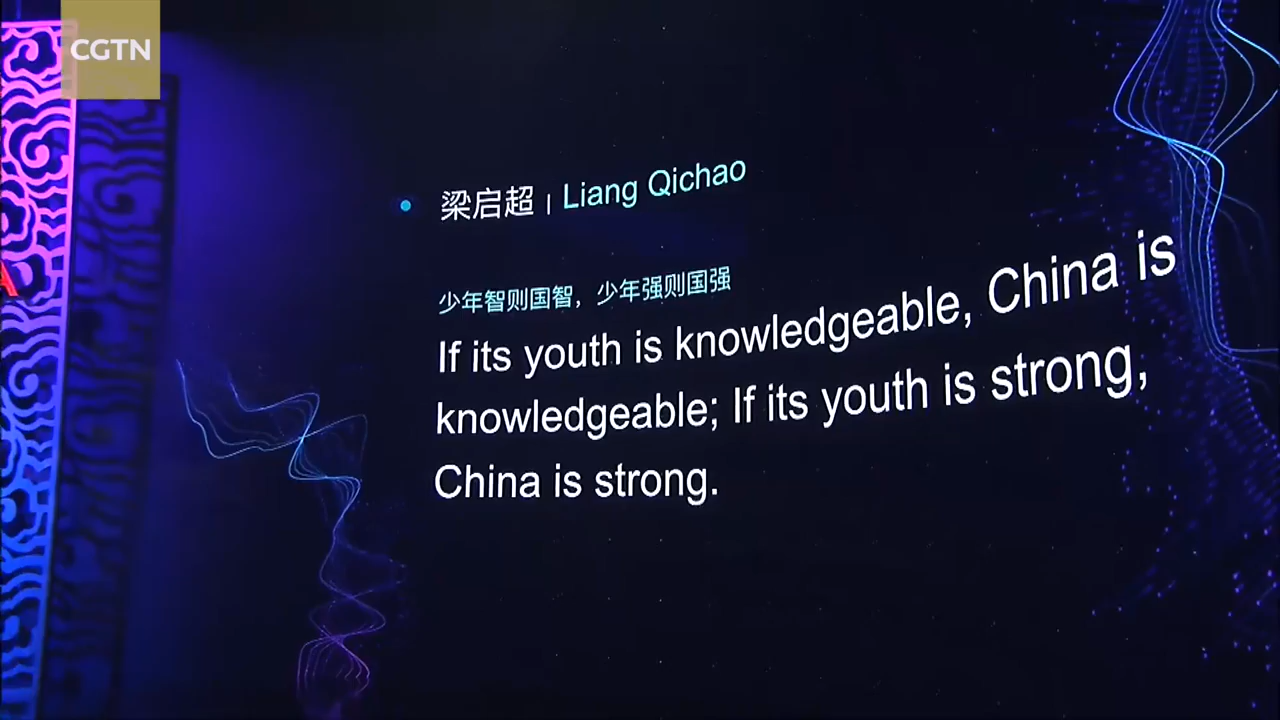 CGTN
梁启超 | Liang Qichao
少年智则国智，少年强则国强
If its youth is knowledgeable, China is
knowledgeable; If its youth is strong,
China is strong.